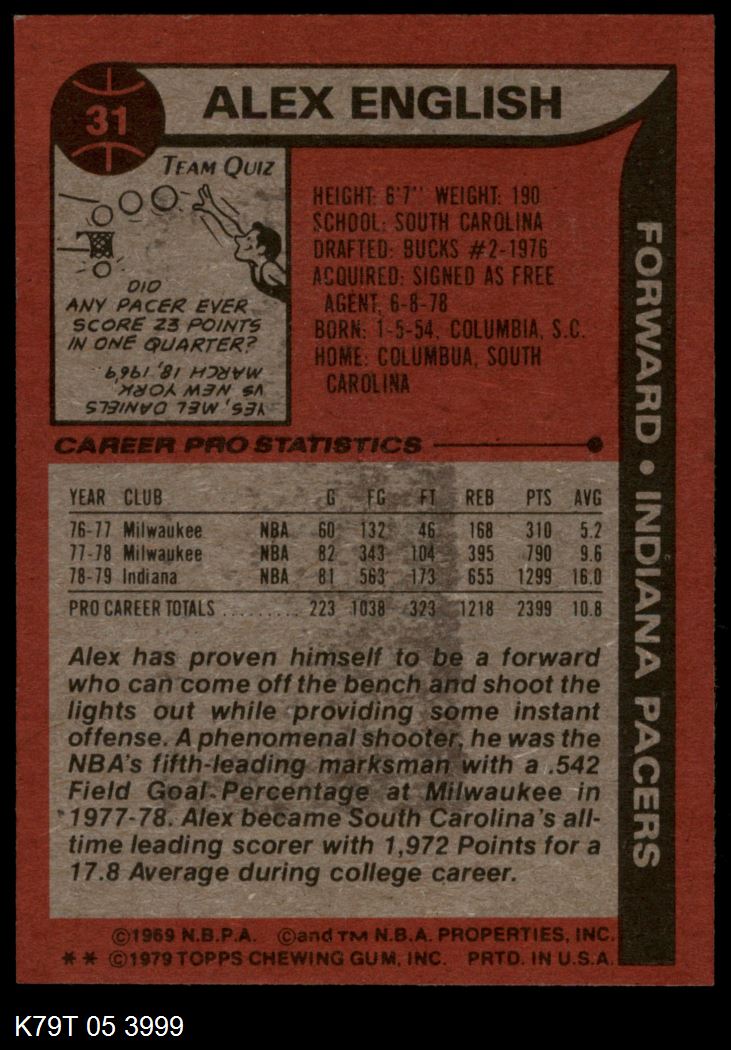 31
ALEX ENGLISH
TEAM QUIZ
DID
ANY PACER EVER
SCORE 23 POINTS
IN ONE QUARTER?
YES, MEL DANIELS
VS NEW YORK,
MARCH 18, 1969.
HEIGHT: 6'7" WEIGHT: 190
SCHOOL: SOUTH CAROLINA
DRAFTED: BUCKS #2-1976
ACQUIRED: SIGNED AS FREE
AGENT, 6-8-78
BORN: 1-5-54, COLUMBIA, S.C.
HOME: COLUMBUA, SOUTH
CAROLINA
FORWARD • INDIANA PACERS
CAREER PRO STATISTICS
YEAR CLUB G FG FT REB PTS AVG
76-77 Milwaukee NBA 60 132 46 168 310 5.2
77-78 Milwaukee NBA 82 343 104 395 790 9.6
78-79 Indiana NBA 81 563 173 655 1299 16.0
PRO CAREER TOTALS ......... 223 1038 323 1218 2399 10.8
Alex has proven himself to be a forward
who can come off the bench and shoot the
lights out while providing some instant
offense. A phenomenal shooter, he was the
NBA's fifth-leading marksman with a .542
Field Goal Percentage at Milwaukee in
1977-78. Alex became South Carolina's all-
time leading scorer with 1,972 Points for a
17.8 Average during college career.
©1969 N.B.P.A. ©and TM N.B.A. PROPERTIES, INC.
** ©1979 TOPPS CHEWING GUM, INC. PRTD. IN U.S.A.
K79T 05 3999